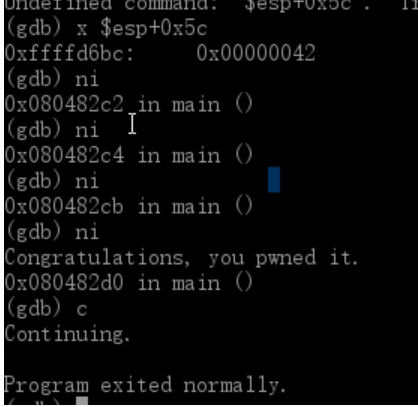 Undefined command: "$esp+0x5c".
(gdb) x $esp+0x5c
0xffffd6bc: 0x00000042
(gdb) ni
0x080482c2 in main ()
(gdb) ni
0x080482c4 in main ()
(gdb) ni
0x080482cb in main ()
(gdb) ni
Congratulations, you pwned it.
0x080482d0 in main ()
(gdb) c
Continuing.
Program exited normally.
(gdb)